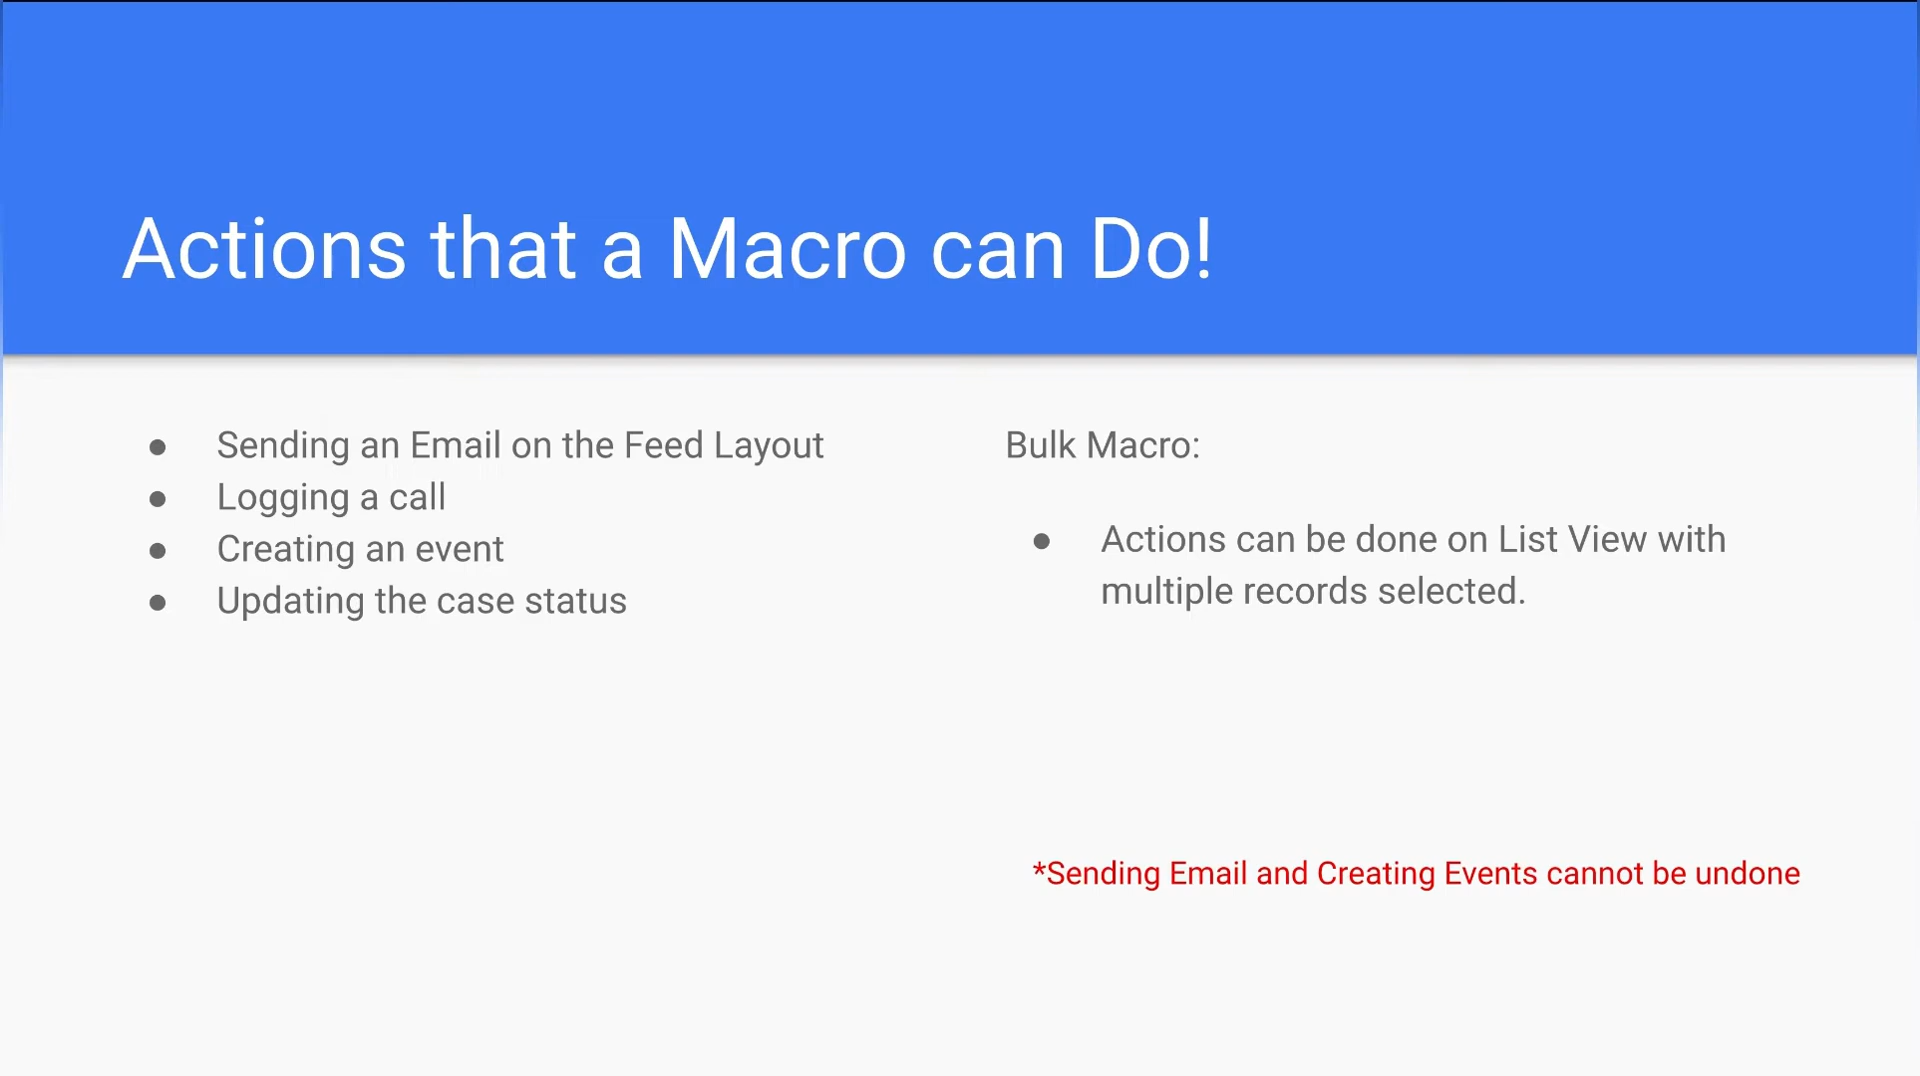 Actions that a Macro can Do!
● Sending an Email on the Feed Layout
● Logging a call
● Creating an event
● Updating the case status
Bulk Macro:
● Actions can be done on List View with
multiple records selected.
*Sending Email and Creating Events cannot be undone